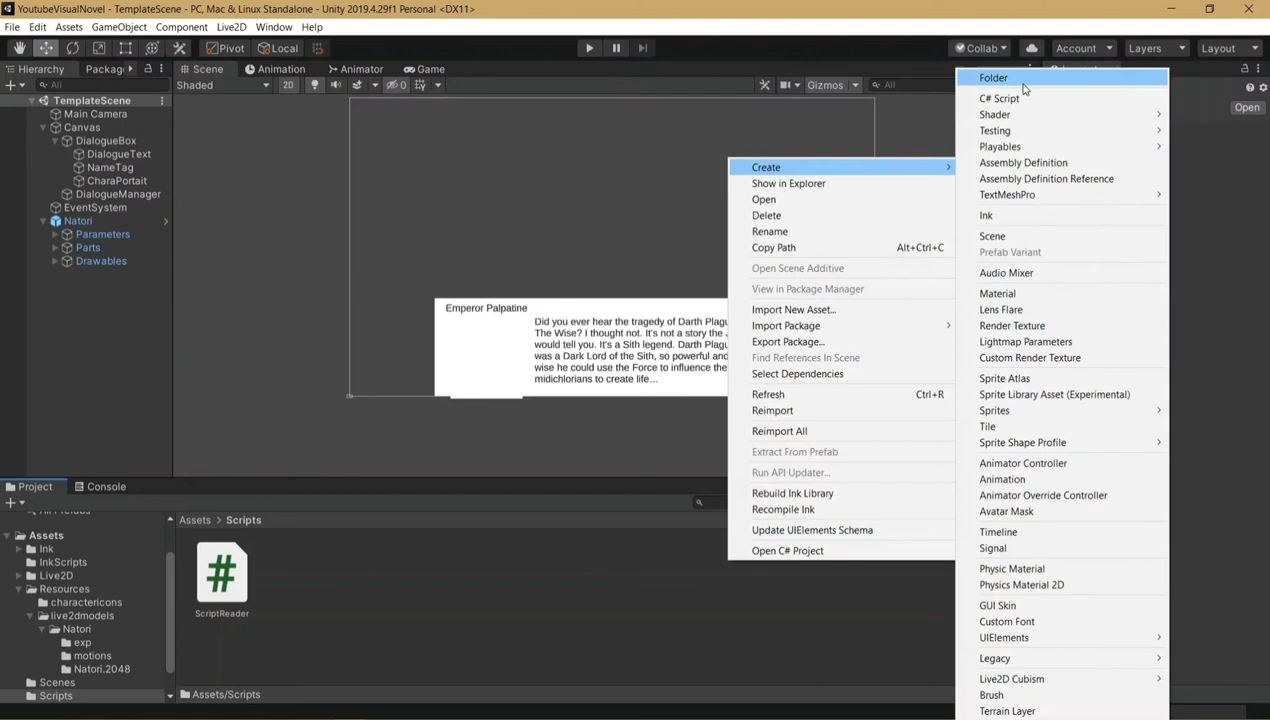 YoutubeVisualNovel - TemplateScene - PC, Mac & Linux Standalone - Unity 2019.4.29f1 Personal <DX11>
File Edit Assets GameObject Component Live2D Window Help
Pivot Local Collab Account Layers Layout
Hierarchy Packag Scene Animation Animator Game
All Shaded 2D 0 Gizmos All
Open
TemplateScene
Main Camera
Canvas
DialogueBox
DialogueText
NameTag
CharaPortait
DialogueManager
EventSystem
Natori
Parameters
Parts
Drawables
Emperor Palpatine
Did you ever hear the tragedy of Darth Plagu
The Wise? I thought not. It's not a story the J
would tell you. It's a Sith legend. Darth Plagu
was a Dark Lord of the Sith, so powerful and
wise he could use the Force to influence the
midichlorians to create life…
Create
Show in Explorer
Open
Delete
Rename
Copy Path Alt+Ctrl+C
Open Scene Additive
View in Package Manager
Import New Asset...
Import Package
Export Package...
Find References In Scene
Select Dependencies
Refresh Ctrl+R
Reimport
Reimport All
Extract From Prefab
Run API Updater...
Rebuild Ink Library
Recompile Ink
Update UIElements Schema
Open C# Project
Folder
C# Script
Shader
Testing
Playables
Assembly Definition
Assembly Definition Reference
TextMeshPro
Ink
Scene
Prefab Variant
Audio Mixer
Material
Lens Flare
Render Texture
Lightmap Parameters
Custom Render Texture
Sprite Atlas
Sprite Library Asset (Experimental)
Sprites
Tile
Sprite Shape Profile
Animator Controller
Animation
Animator Override Controller
Avatar Mask
Timeline
Signal
Physic Material
Physics Material 2D
GUI Skin
Custom Font
UIElements
Legacy
Live2D Cubism
Brush
Terrain Layer
Project Console
Assets
Ink
InkScripts
Live2D
Resources
charactericons
live2dmodels
Natori
exp
motions
Natori.2048
Scenes
Scripts
Assets > Scripts
#
ScriptReader
Assets/Scripts